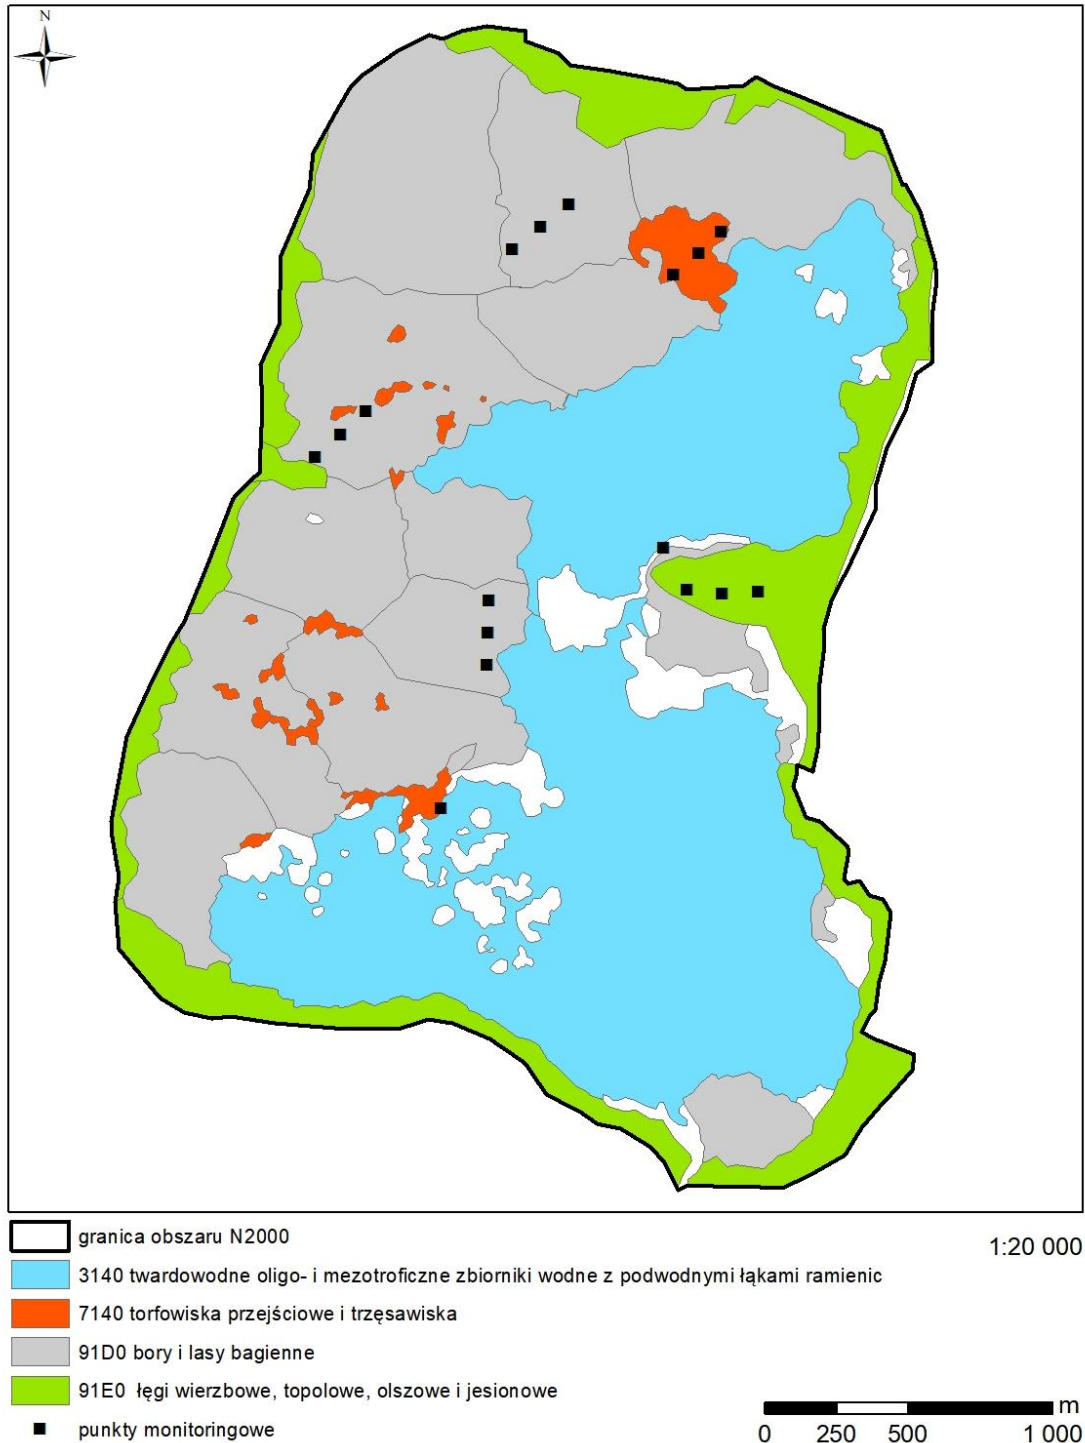 N
granica obszaru N2000
1:20 000
3140 twardowodne oligo- i mezotroficzne zbiorniki wodne z podwodnymi łąkami ramienic
7140 torfowiska przejściowe i trzęsawiska
91D0 bory i lasy bagienne
91E0 łęgi wierzbowe, topolowe, olszowe i jesionowe
punkty monitoringowe
m
0 250 500 1 000